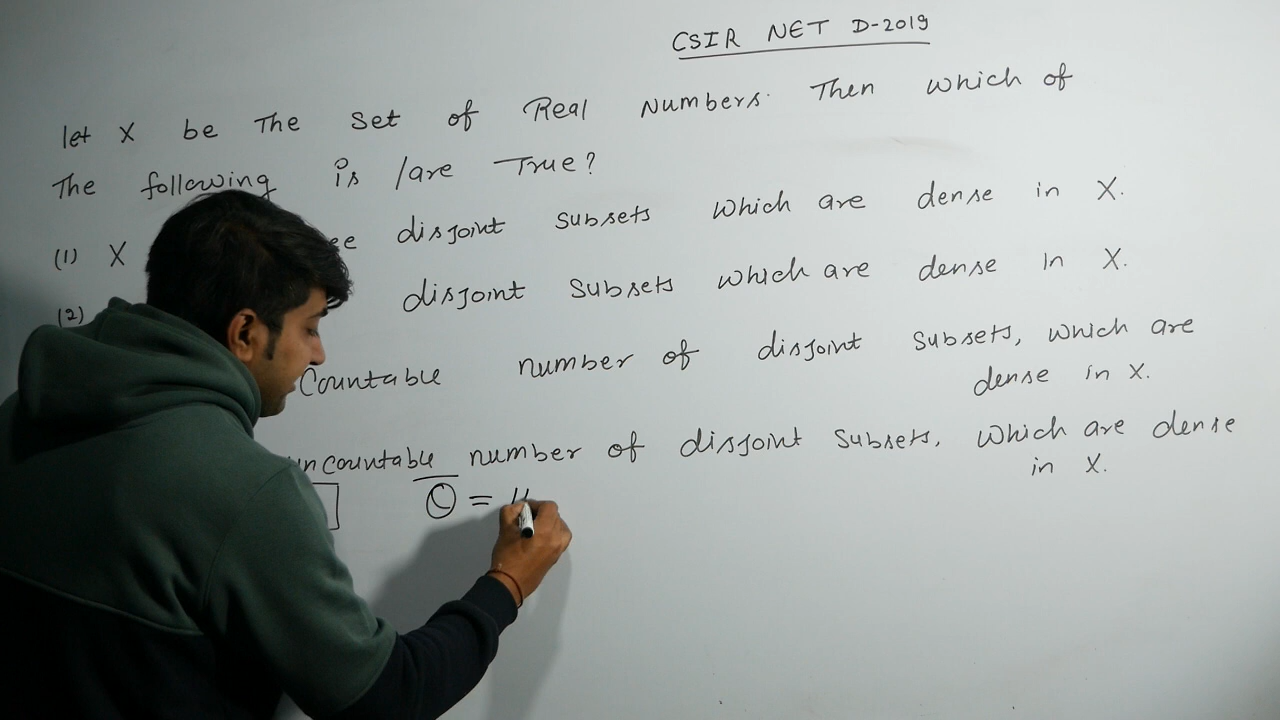 CSIR NET D-2019
let X be The Set of Real Numbers. Then which of
The following is /are True?
(1) X ee disjoint subsets which are dense in X.
(2) disjoint subsets which are dense in X.
Countable number of disjoint subsets, which are
dense in X.
uncountable number of disjoint subsets, which are dense
in X.